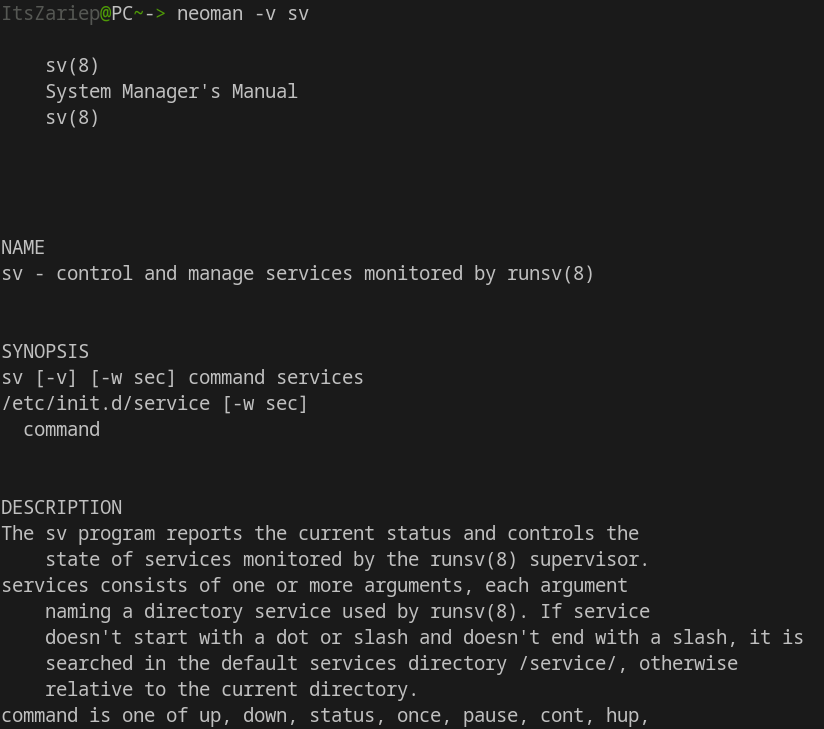 ItsZariep@PC~-> neoman -v sv
sv(8)
System Manager's Manual
sv(8)
NAME
sv - control and manage services monitored by runsv(8)
SYNOPSIS
sv [-v] [-w sec] command services
/etc/init.d/service [-w sec]
command
DESCRIPTION
The sv program reports the current status and controls the
state of services monitored by the runsv(8) supervisor.
services consists of one or more arguments, each argument
naming a directory service used by runsv(8). If service
doesn't start with a dot or slash and doesn't end with a slash, it is
searched in the default services directory /service/, otherwise
relative to the current directory.
command is one of up, down, status, once, pause, cont, hup,